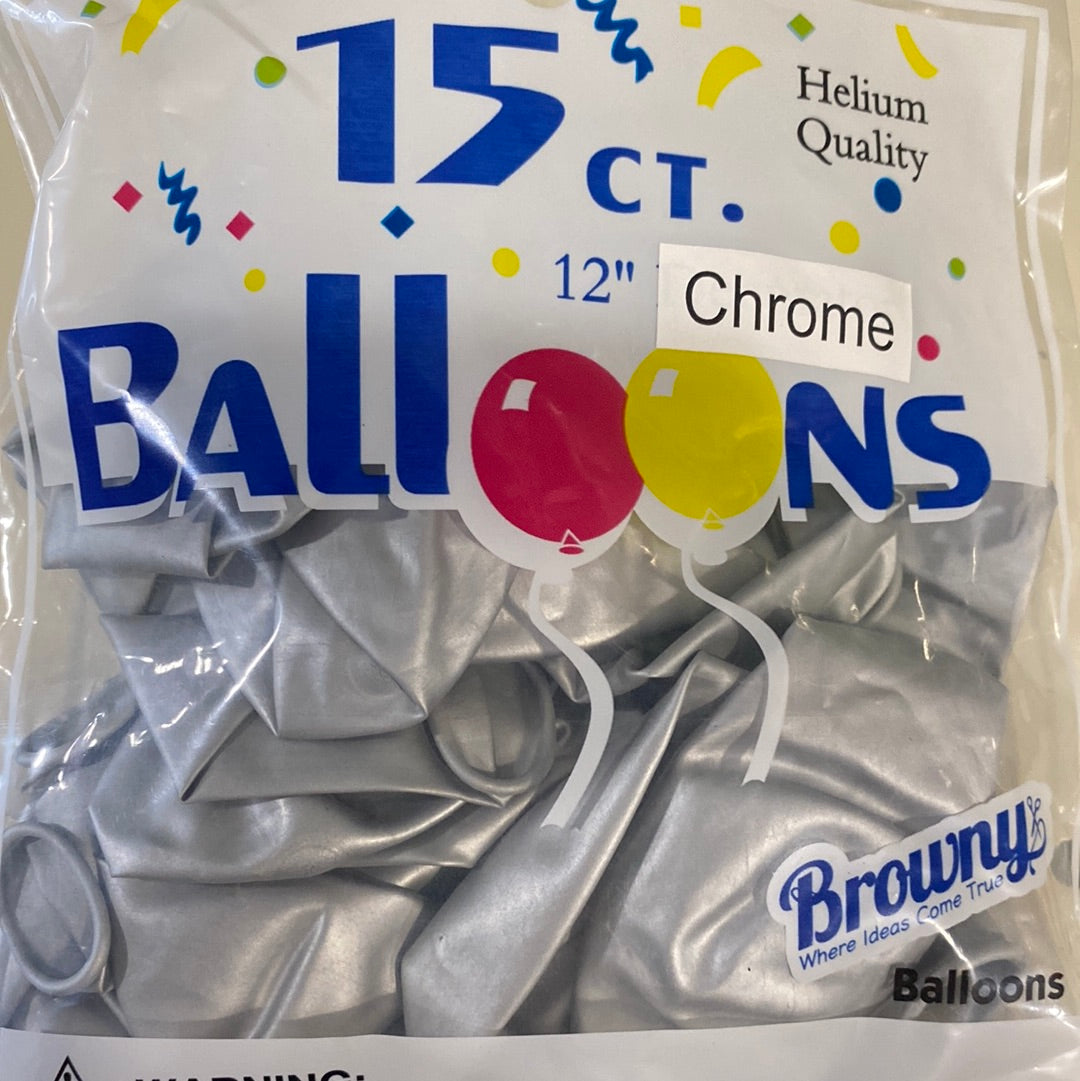 15 CT.
Helium
Quality
12"
Chrome
Balloons
Browny
Where Ideas Come True
Balloons
WARNING: